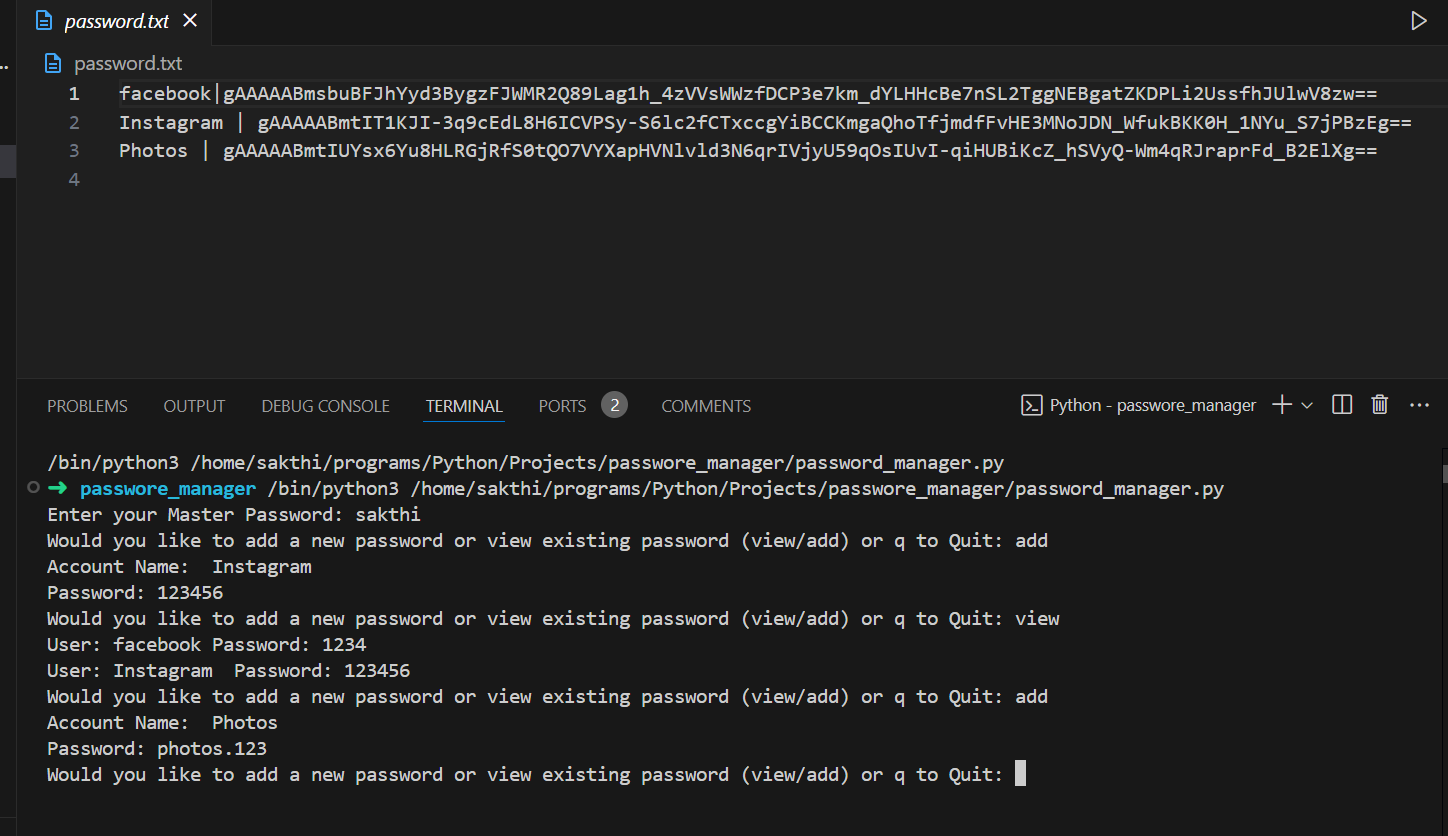 password.txt
password.txt
1 facebook|gAAAAABmsbuBFJhYyd3BygzFJWMR2Q89Lag1h_4zVVsWWzfDCP3e7km_dYLHHcBe7nSL2TggNEBgatZKDPLi2UssfhJUlwV8zw==
2 Instagram | gAAAAABmtIT1KJI-3q9cEdL8H6ICVPSy-S6lc2fCTxccgYiBCCKmgaQhoTfjmdfFvHE3MNoJDN_WfukBKK0H_1NYu_S7jPBzEg==
3 Photos | gAAAAABmtIUYsx6Yu8HLRGjRfS0tQO7VYXapHVNlvld3N6qrIVjyU59qOsIUvI-qiHUBiKcZ_hSVyQ-Wm4qRJraprFd_B2ElXg==
4
PROBLEMS OUTPUT DEBUG CONSOLE TERMINAL PORTS 2 COMMENTS Python - passwore_manager
/bin/python3 /home/sakthi/programs/Python/Projects/passwore_manager/password_manager.py
➜ passwore_manager /bin/python3 /home/sakthi/programs/Python/Projects/passwore_manager/password_manager.py
Enter your Master Password: sakthi
Would you like to add a new password or view existing password (view/add) or q to Quit: add
Account Name:  Instagram
Password: 123456
Would you like to add a new password or view existing password (view/add) or q to Quit: view
User: facebook Password: 1234
User: Instagram  Password: 123456
Would you like to add a new password or view existing password (view/add) or q to Quit: add
Account Name:  Photos
Password: photos.123
Would you like to add a new password or view existing password (view/add) or q to Quit: